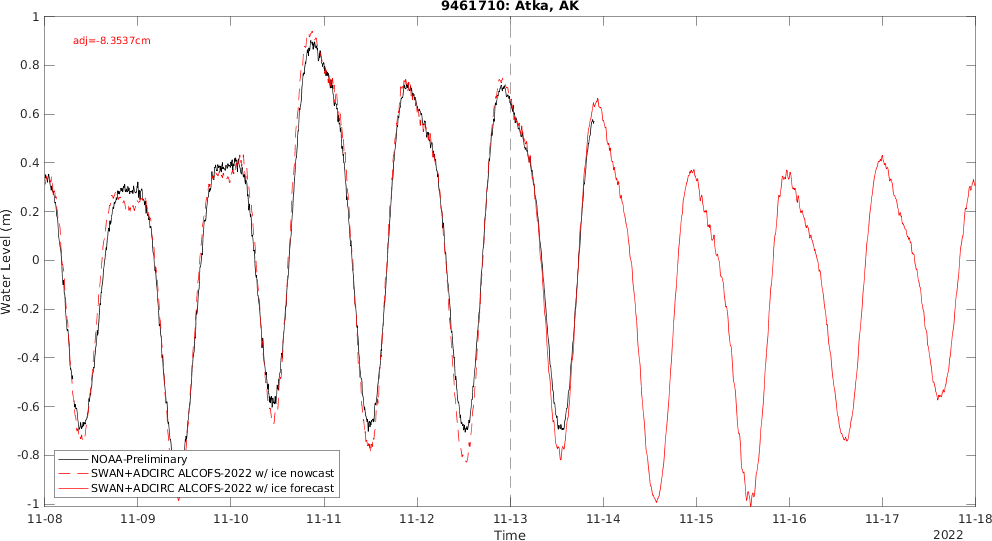 9461710: Atka, AK
adj=-8.3537cm
1
0.8
0.6
0.4
0.2
0
-0.2
-0.4
-0.6
-0.8
-1
Water Level (m)
NOAA-Preliminary
SWAN+ADCIRC ALCOFS-2022 w/ ice nowcast
SWAN+ADCIRC ALCOFS-2022 w/ ice forecast
11-08 11-09 11-10 11-11 11-12 11-13 11-14 11-15 11-16 11-17 11-18
Time
2022